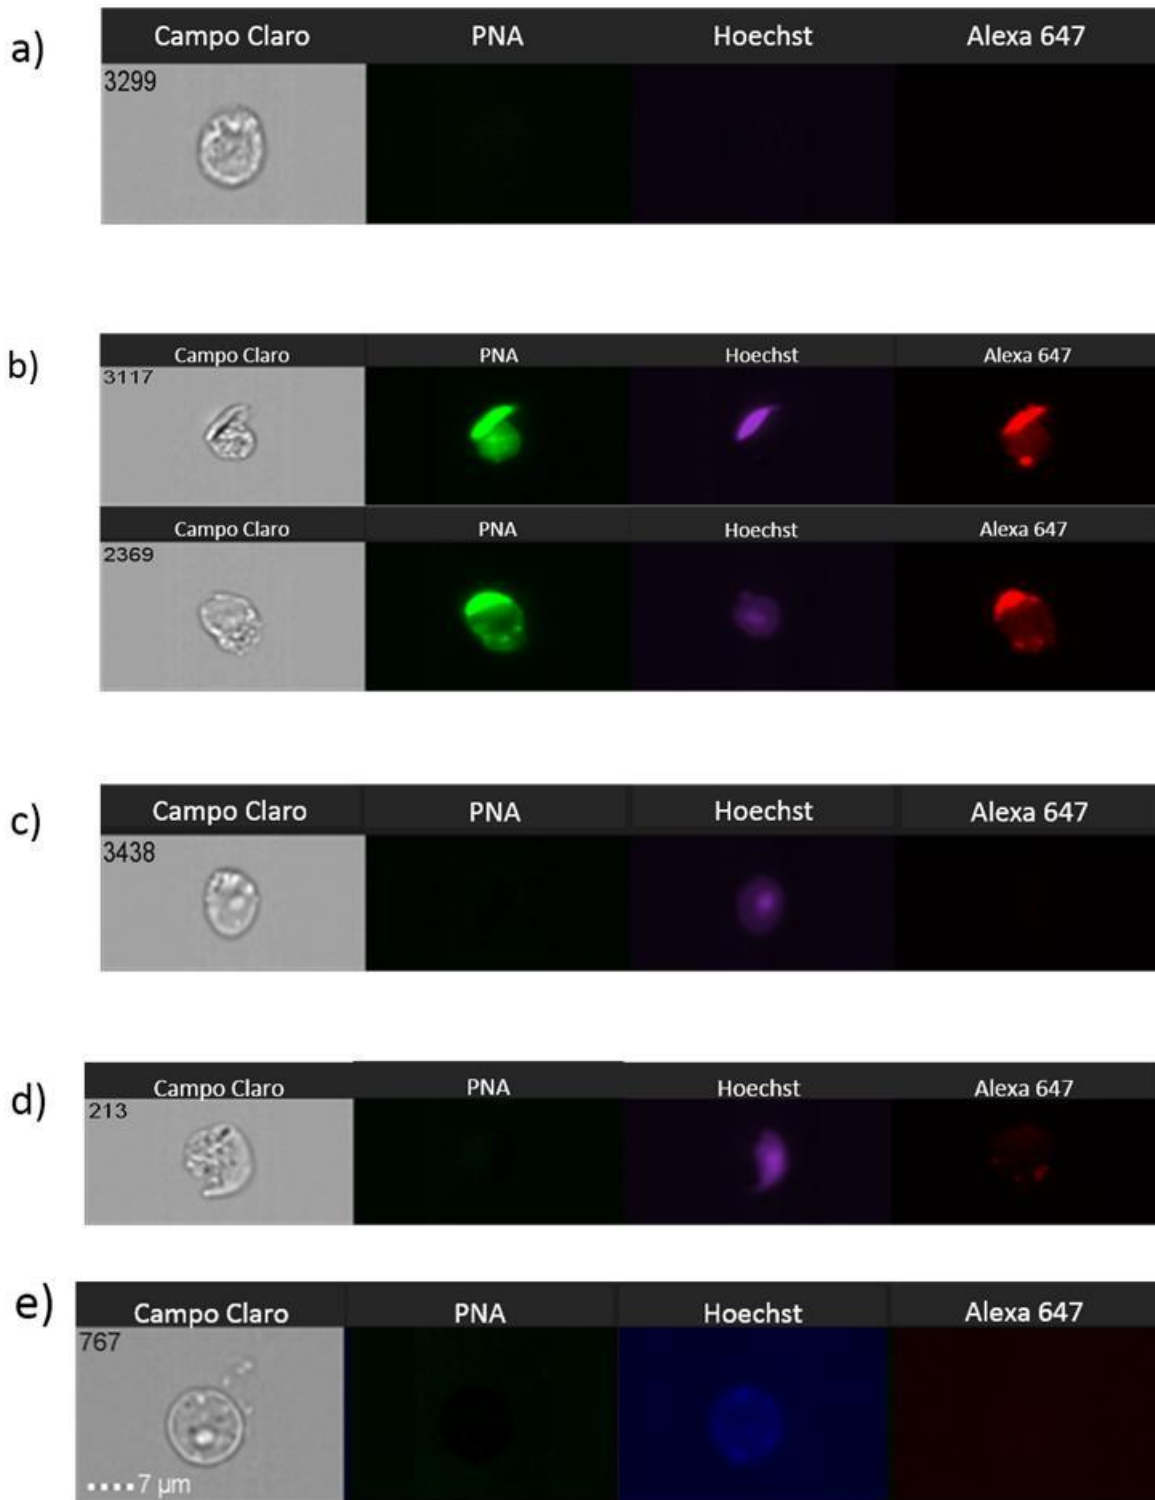 a)
Campo Claro PNA Hoechst Alexa 647
3299
b)
Campo Claro PNA Hoechst Alexa 647
3117
Campo Claro PNA Hoechst Alexa 647
2369
c)
Campo Claro PNA Hoechst Alexa 647
3438
d)
Campo Claro PNA Hoechst Alexa 647
213
e)
Campo Claro PNA Hoechst Alexa 647
767
7 µm